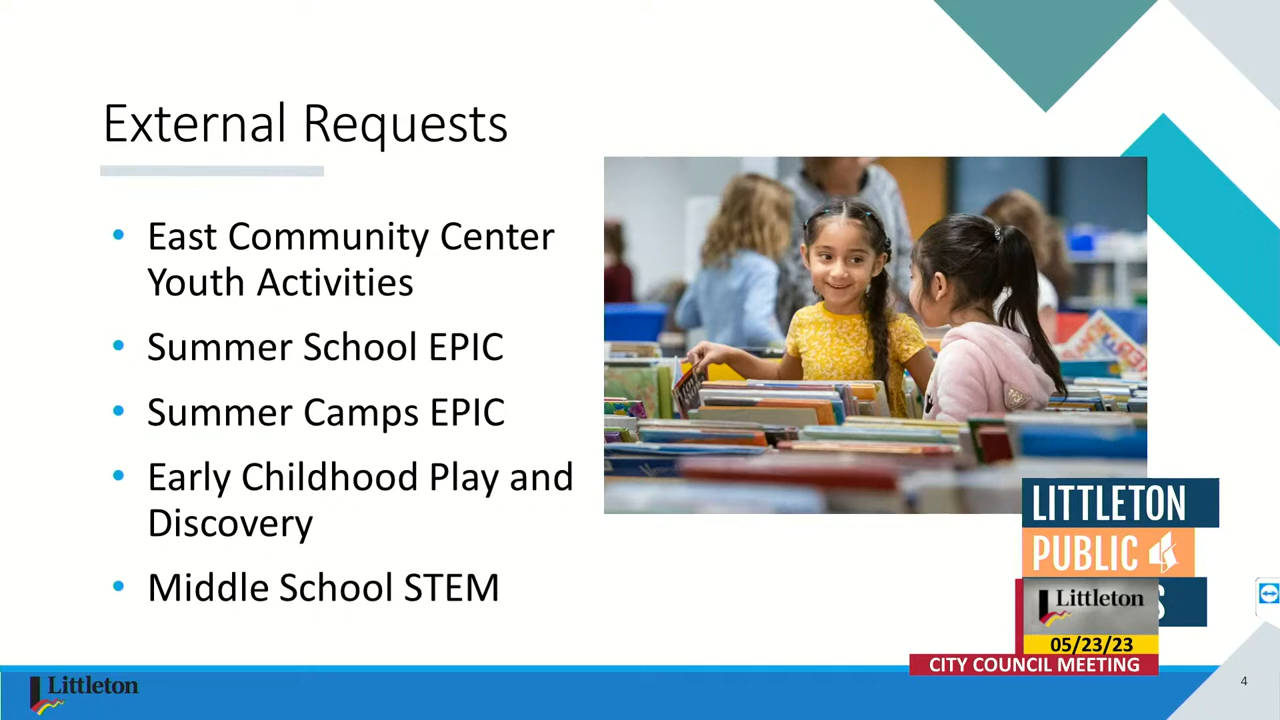 External Requests
• East Community Center
Youth Activities
• Summer School EPIC
• Summer Camps EPIC
• Early Childhood Play and
Discovery
• Middle School STEM
LITTLETON
PUBLIC
S
Littleton
05/23/23
CITY COUNCIL MEETING
Littleton
4